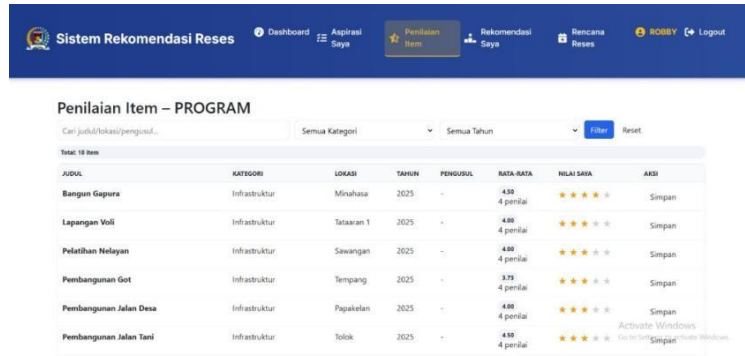 Sistem Rekomendasi Reses
Dashboard
Aspirasi Saya
Penilaian Item
Rekomendasi Saya
Rencana Reses
ROBBY
Logout
Penilaian Item – PROGRAM
Cari judul/lokasi/pengusul... Semua Kategori Semua Tahun Filter Reset
Total: 10 item
JUDUL KATEGORI LOKASI TAHUN PENGUSUL RATA-RATA NILAI SAYA AKSI
Bangun Gapura Infrastruktur Minahasa 2025 - 4.50 4 penilai Simpan
Lapangan Voli Infrastruktur Tataaran 1 2025 - 4.00 4 penilai Simpan
Pelatihan Nelayan Infrastruktur Sawangan 2025 - 4.00 4 penilai Simpan
Pembangunan Got Infrastruktur Tempang 2025 - 3.75 4 penilai Simpan
Pembangunan Jalan Desa Infrastruktur Papakelan 2025 - 4.00 4 penilai Simpan
Activate Windows
Pembangunan Jalan Tani Infrastruktur Tolok 2025 - 4.50 4 penilai Simpan